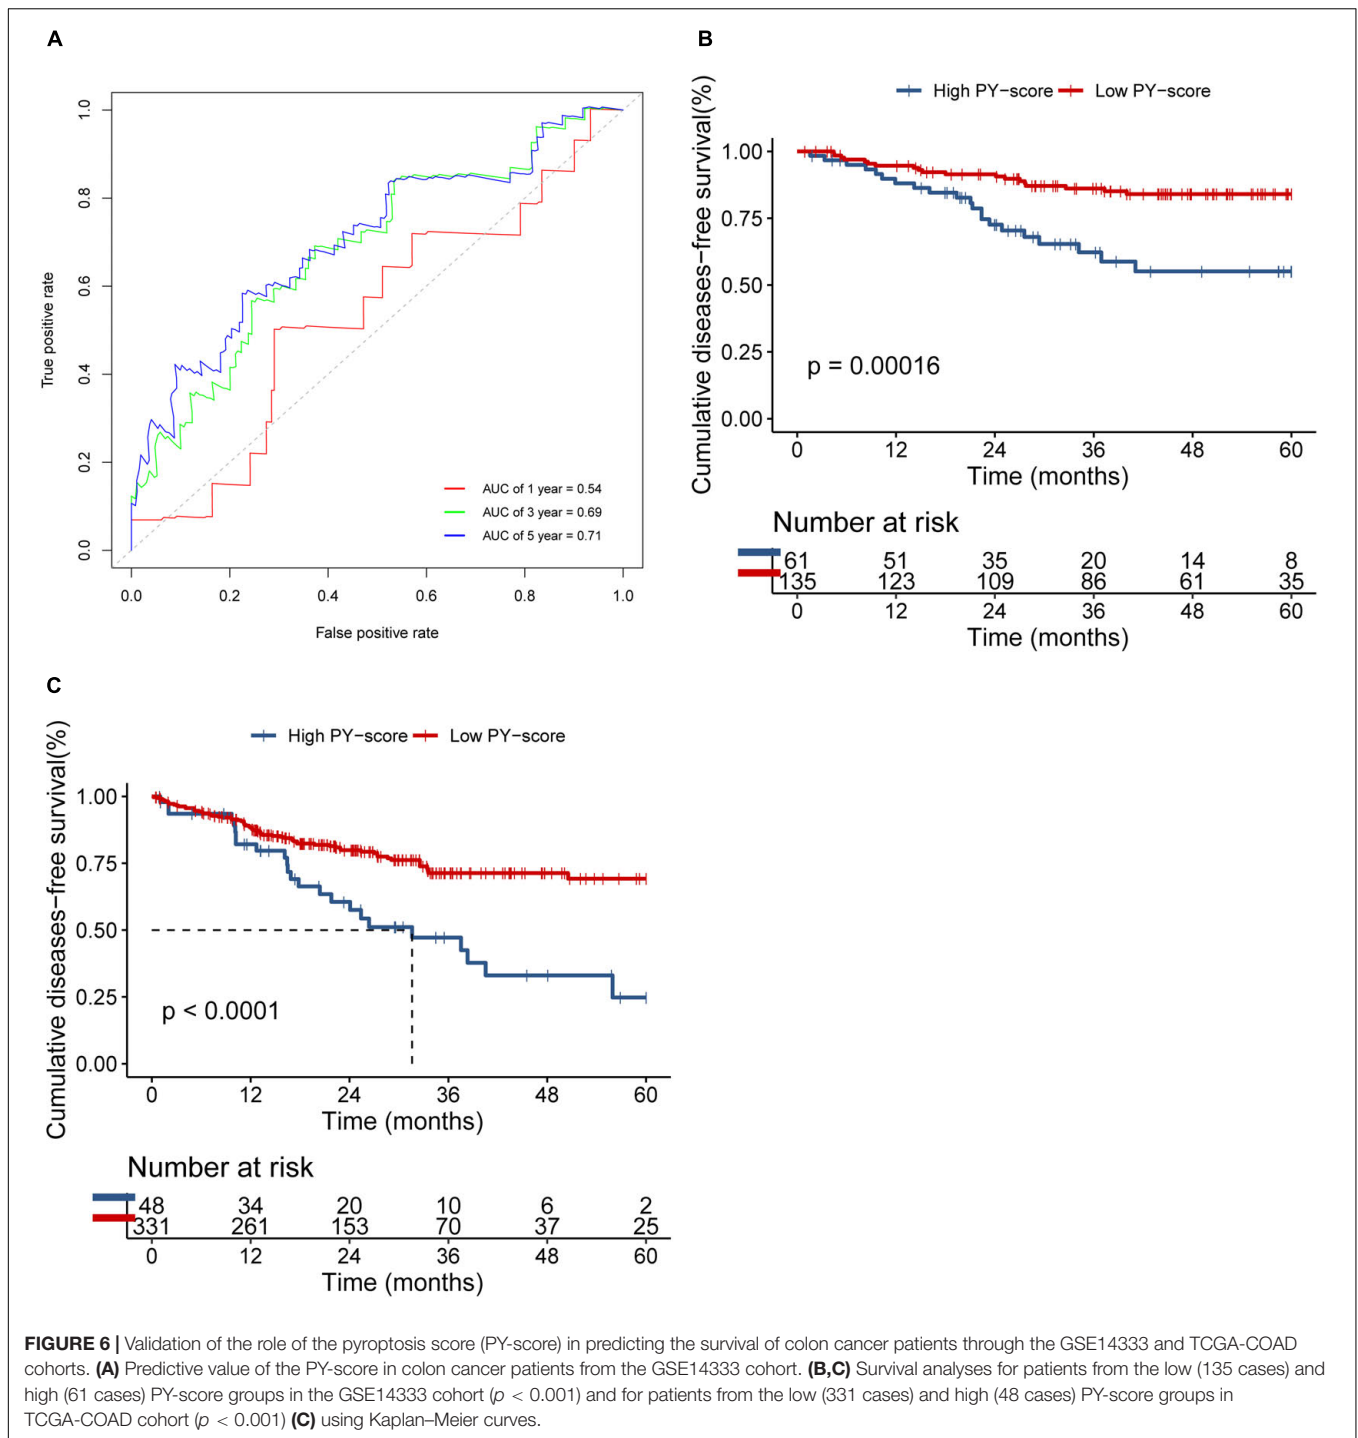 A
1.0
0.8
0.6
0.4
0.2
0.0
True positive rate
AUC of 1 year = 0.54
AUC of 3 year = 0.69
AUC of 5 year = 0.71
0.0 0.2 0.4 0.6 0.8 1.0
False positive rate
B
High PY−score Low PY−score
Cumulative diseases−free survival(%)
1.00
0.75
0.50
0.25
0.00
p = 0.00016
0 12 24 36 48 60
Time (months)
Number at risk
61 51 35 20 14 8
135 123 109 86 61 35
0 12 24 36 48 60
Time (months)
C
High PY−score Low PY−score
Cumulative diseases−free survival(%)
1.00
0.75
0.50
0.25
0.00
p < 0.0001
0 12 24 36 48 60
Time (months)
Number at risk
48 34 20 10 6 2
331 261 153 70 37 25
0 12 24 36 48 60
Time (months)
FIGURE 6 | Validation of the role of the pyroptosis score (PY-score) in predicting the survival of colon cancer patients through the GSE14333 and TCGA-COAD
cohorts. (A) Predictive value of the PY-score in colon cancer patients from the GSE14333 cohort. (B,C) Survival analyses for patients from the low (135 cases) and
high (61 cases) PY-score groups in the GSE14333 cohort (p < 0.001) and for patients from the low (331 cases) and high (48 cases) PY-score groups in
TCGA-COAD cohort (p < 0.001) (C) using Kaplan–Meier curves.